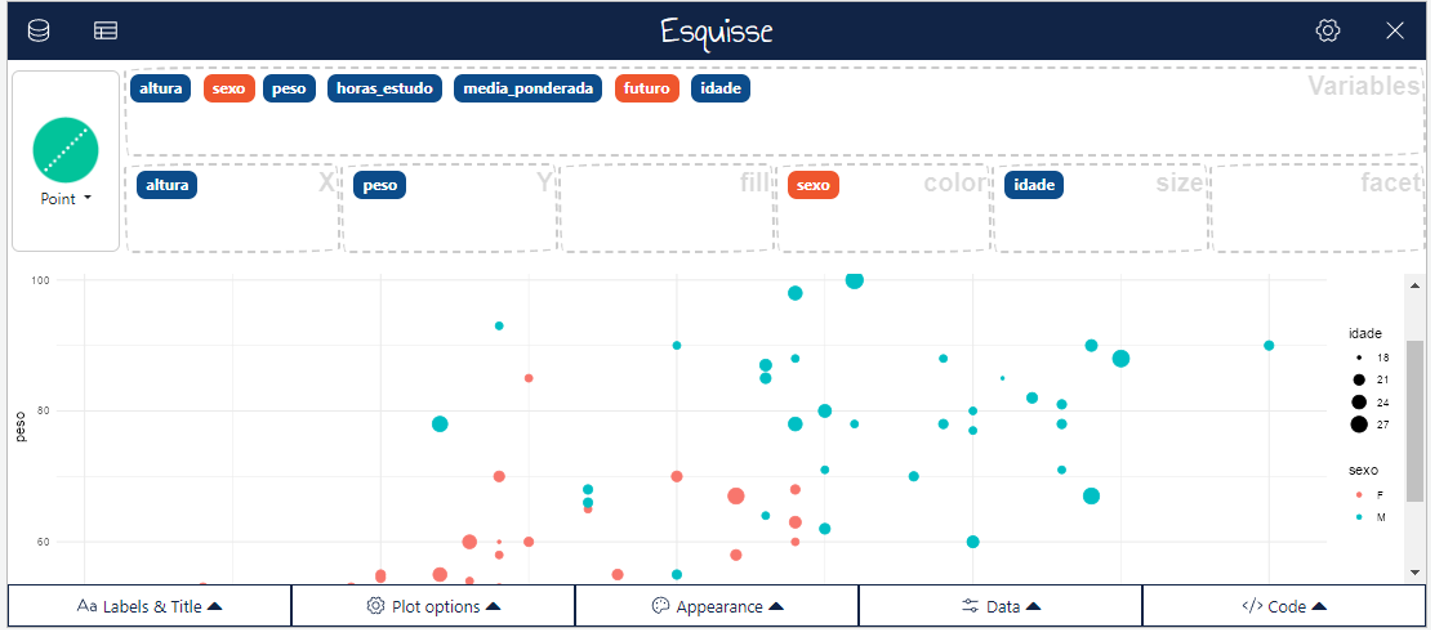 Esquisse
altura sexo peso horas_estudo media_ponderada futuro idade Variables
Point
altura X peso Y fill sexo color idade size facet
100
80
60
peso
idade
18
21
24
27
sexo
F
M
Aa Labels & Title Plot options Appearance Data </> Code